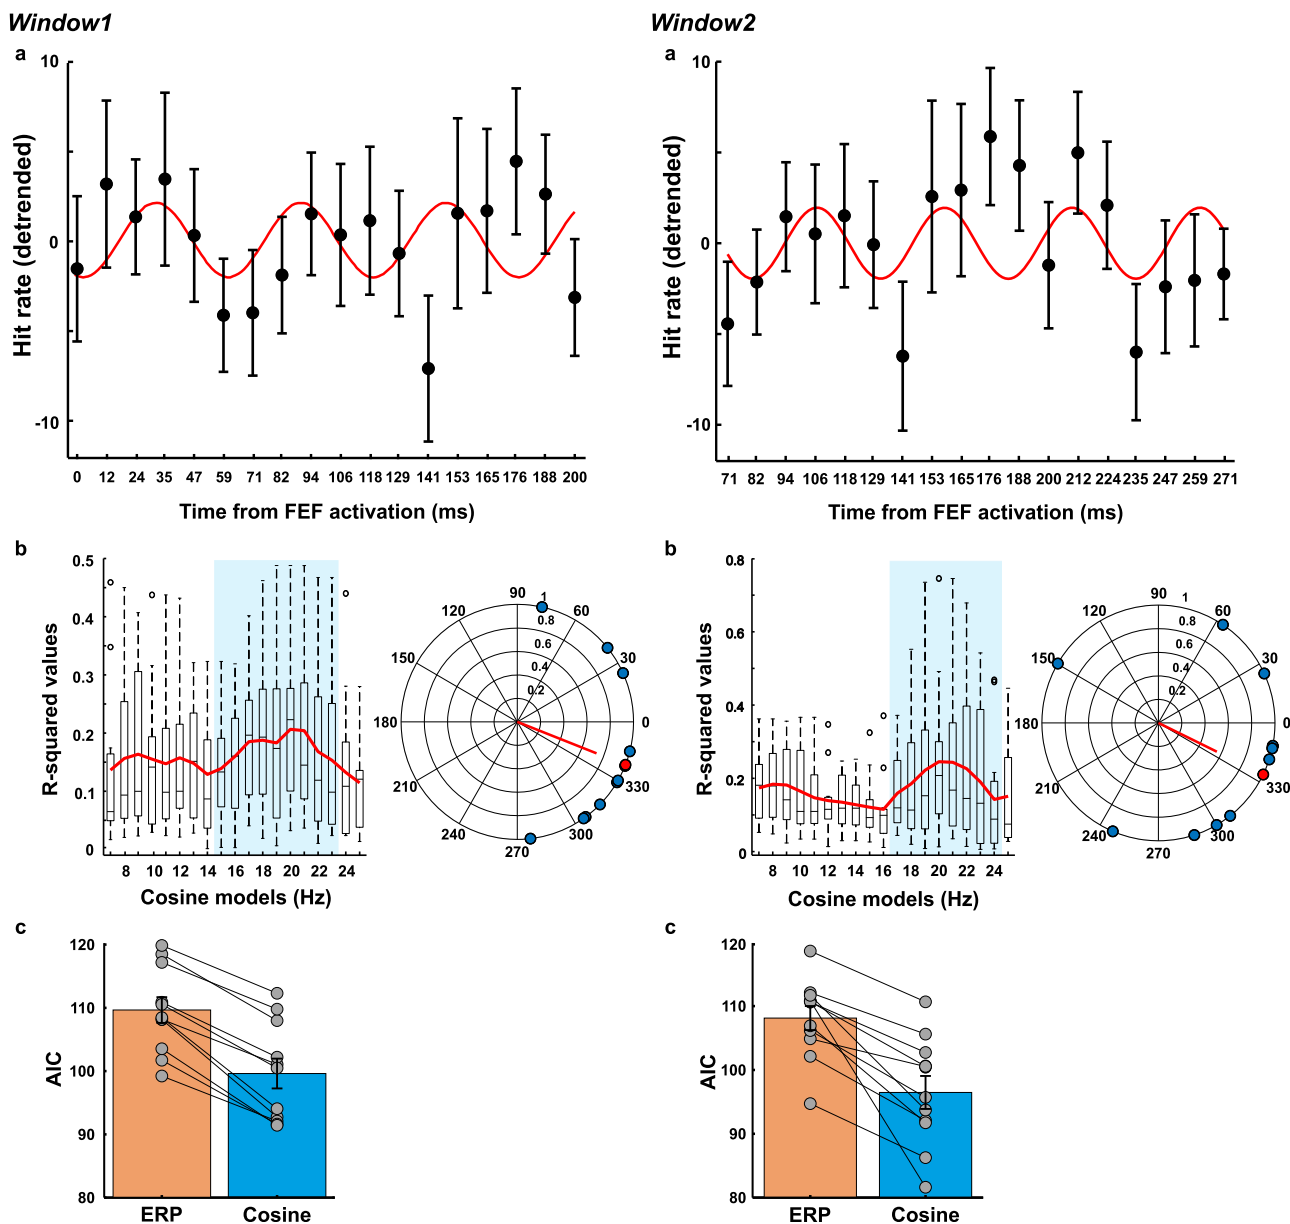 Window1
a
10
0
-10
Hit rate (detrended)
0 12 24 35 47 59 71 82 94 106 118 129 141 153 165 176 188 200
Time from FEF activation (ms)
b
0.5
0.4
0.3
0.2
0.1
0
R-squared values
8 10 12 14 16 18 20 22 24
Cosine models (Hz)
90
1
120 60
0.8
0.6
150 30
0.4
0.2
180 0
210 330
240 300
270
c
120
110
100
90
80
AIC
ERP Cosine
Window2
a
10
0
-10
Hit rate (detrended)
71 82 94 106 118 129 141 153 165 176 188 200 212 224 235 247 259 271
Time from FEF activation (ms)
b
0.8
0.6
0.4
0.2
0
R-squared values
8 10 12 14 16 18 20 22 24
Cosine models (Hz)
90
1
120 60
0.8
0.6
150 30
0.4
0.2
180 0
210 330
240 300
270
c
120
110
100
90
80
AIC
ERP Cosine